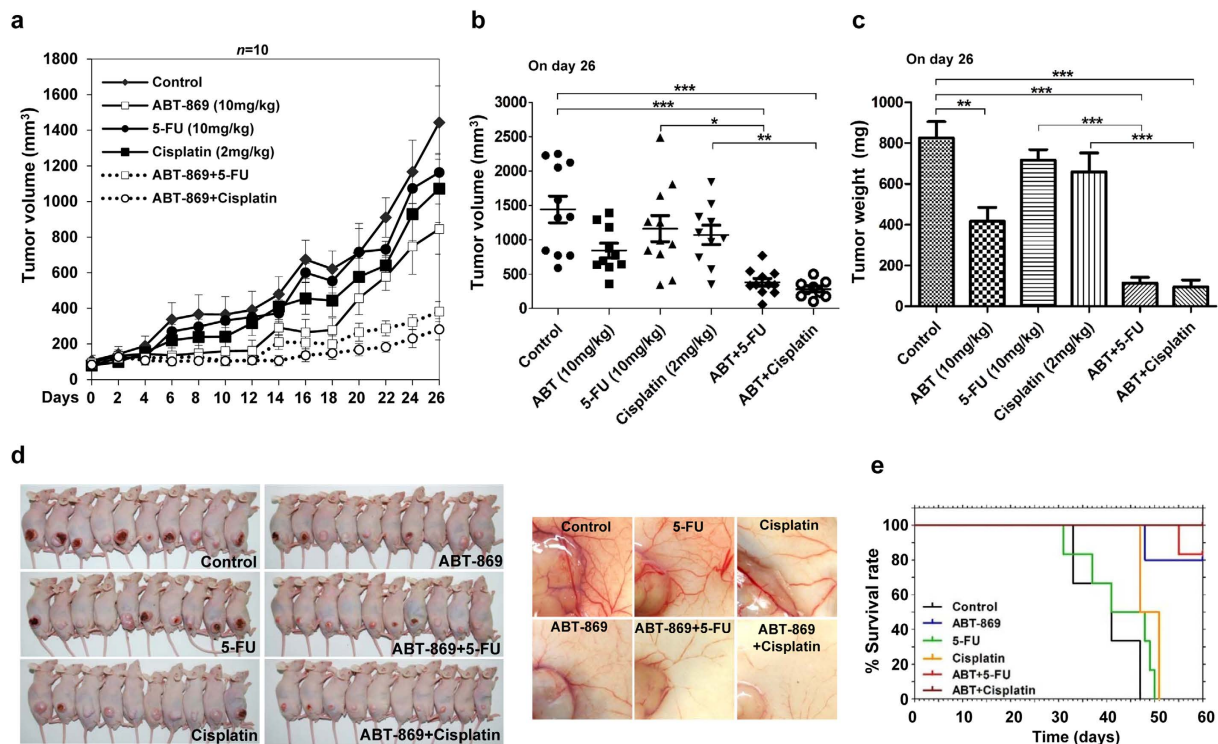 a
n=10
1800
1600
1400
1200
1000
800
600
400
200
0
Tumor volume (mm³)
Control
ABT-869 (10mg/kg)
5-FU (10mg/kg)
Cisplatin (2mg/kg)
ABT-869+5-FU
ABT-869+Cisplatin
Days 0 2 4 6 8 10 12 14 16 18 20 22 24 26
b
On day 26
***
***
*
**
3000
2500
2000
1500
1000
500
0
Tumor volume (mm³)
Control
ABT (10mg/kg)
5-FU (10mg/kg)
Cisplatin (2mg/kg)
ABT+5-FU
ABT+Cisplatin
c
On day 26
***
***
**
***
***
1000
800
600
400
200
0
Tumor weight (mg)
Control
ABT (10mg/kg)
5-FU (10mg/kg)
Cisplatin (2mg/kg)
ABT+5-FU
ABT+Cisplatin
d
Control
ABT-869
5-FU
ABT-869+5-FU
Cisplatin
ABT-869+Cisplatin
Control
5-FU
Cisplatin
ABT-869
ABT-869+5-FU
ABT-869
+Cisplatin
e
100
80
60
40
20
0
% Survival rate
Control
ABT-869
5-FU
Cisplatin
ABT+5-FU
ABT+Cisplatin
0 10 20 30 40 50 60
Time (days)